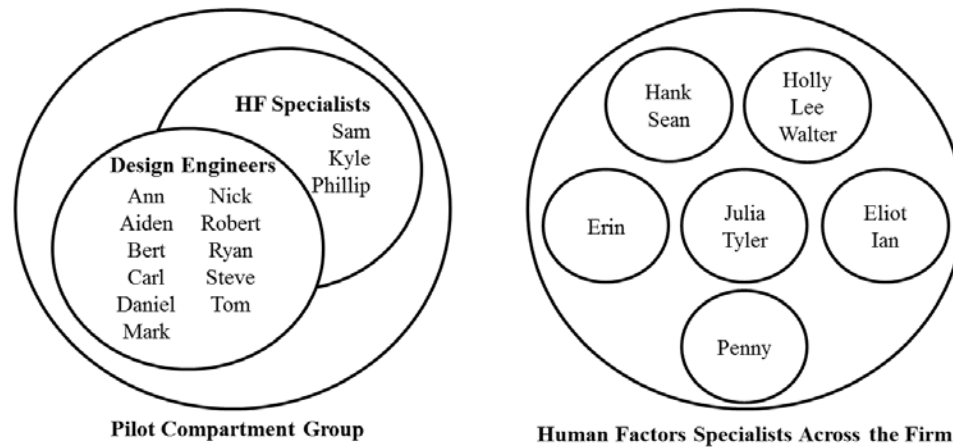 HF Specialists
Sam
Kyle
Phillip
Design Engineers
Ann Nick
Aiden Robert
Bert Ryan
Carl Steve
Daniel Tom
Mark
Pilot Compartment Group
Hank
Sean
Holly
Lee
Walter
Erin
Julia
Tyler
Eliot
Ian
Penny
Human Factors Specialists Across the Firm